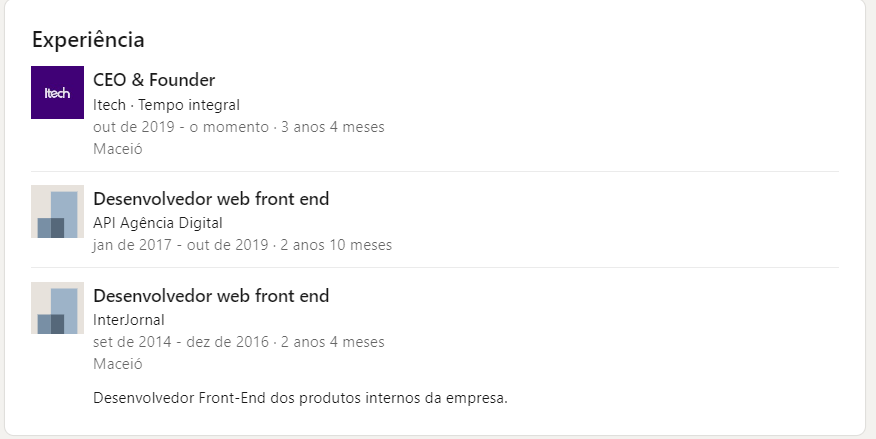 Experiência
CEO & Founder
Itech
Itech · Tempo integral
out de 2019 - o momento · 3 anos 4 meses
Maceió
Desenvolvedor web front end
API Agência Digital
jan de 2017 - out de 2019 · 2 anos 10 meses
Desenvolvedor web front end
InterJornal
set de 2014 - dez de 2016 · 2 anos 4 meses
Maceió
Desenvolvedor Front-End dos produtos internos da empresa.